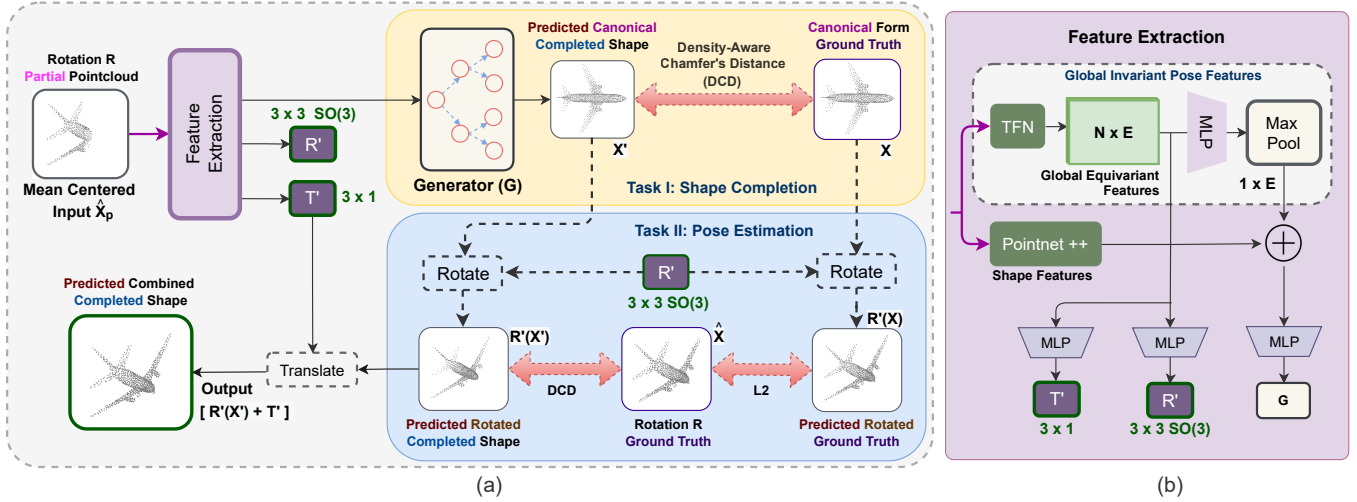 Rotation R
Partial Pointcloud
Mean Centered
Input X̂p
Feature
Extraction
3 x 3 SO(3)
R'
T'
3 x 1
Generator (G)
Predicted Canonical
Completed Shape
X'
Density-Aware
Chamfer's Distance
(DCD)
Canonical Form
Ground Truth
X
Task I: Shape Completion
Task II: Pose Estimation
Rotate
R'
3 x 3 SO(3)
Rotate
R'(X')
DCD
X̂
L2
R'(X)
Predicted Rotated
Completed Shape
Rotation R
Ground Truth
Predicted Rotated
Ground Truth
Predicted Combined
Completed Shape
Translate
Output
[ R'(X') + T' ]
(a)
Feature Extraction
Global Invariant Pose Features
TFN
N x E
MLP
Max
Pool
Global Equivariant
Features
1 x E
Pointnet ++
Shape Features
MLP
MLP
MLP
T'
R'
G
3 x 1
3 x 3 SO(3)
(b)